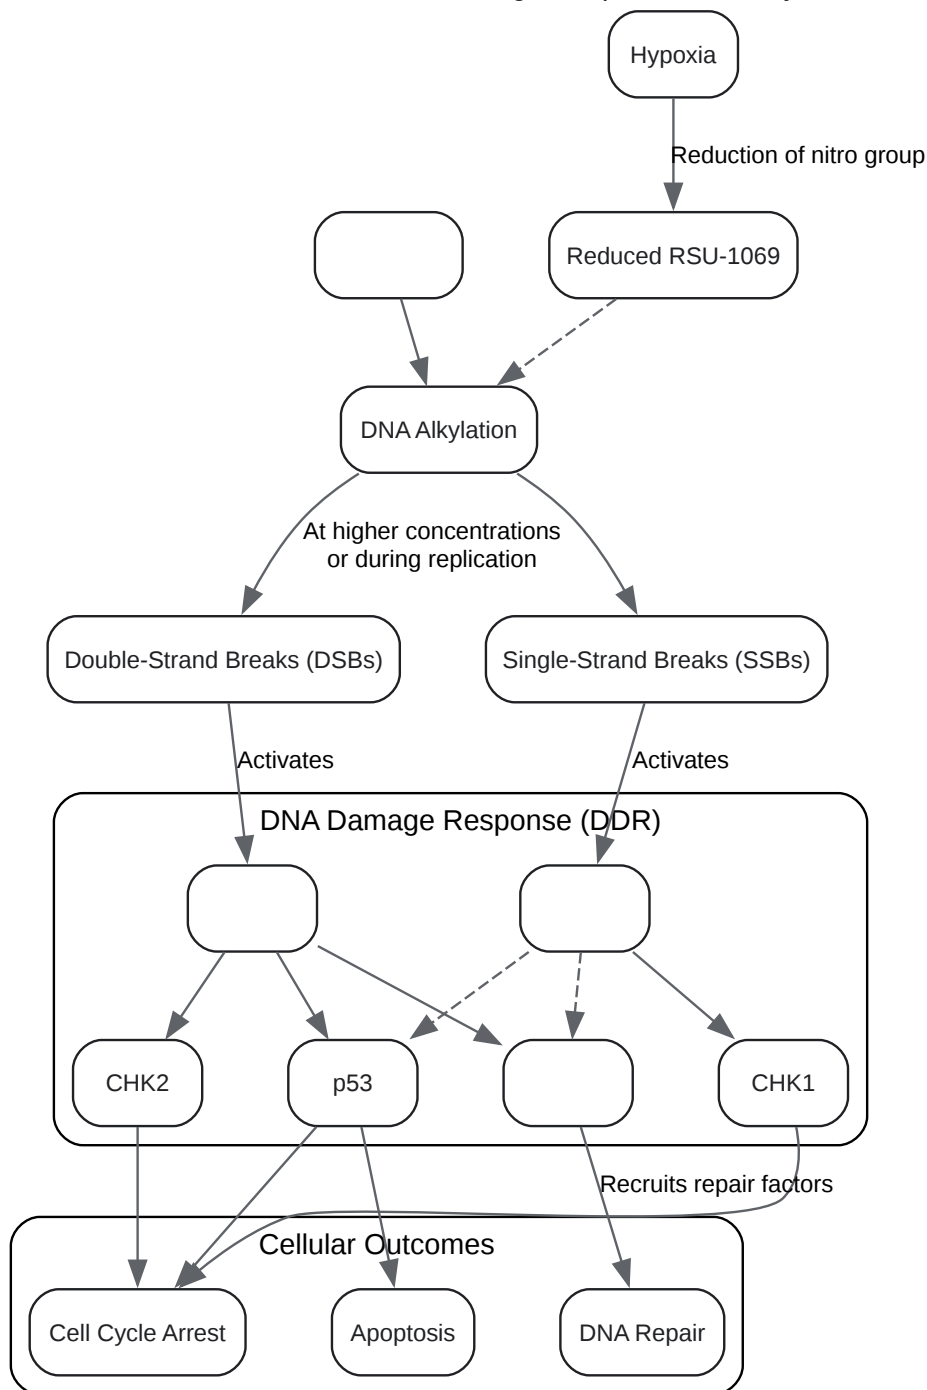 Hypoxia
Reduction of nitro group
Reduced RSU-1069
DNA Alkylation
At higher concentrations
or during replication
Double-Strand Breaks (DSBs)
Single-Strand Breaks (SSBs)
Activates
Activates
DNA Damage Response (DDR)
CHK2
p53
CHK1
Recruits repair factors
Cellular Outcomes
Cell Cycle Arrest
Apoptosis
DNA Repair